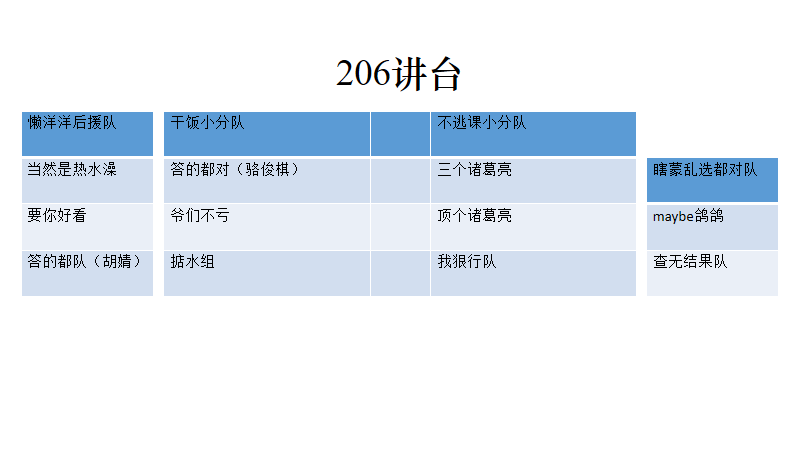 206讲台
懒洋洋后援队
干饭小分队
不逃课小分队
当然是热水澡
答的都对（骆俊棋）
三个诸葛亮
瞎蒙乱选都对队
要你好看
爷们不亏
顶个诸葛亮
maybe鸽鸽
答的都队（胡婧）
掂水组
我狠行队
查无结果队